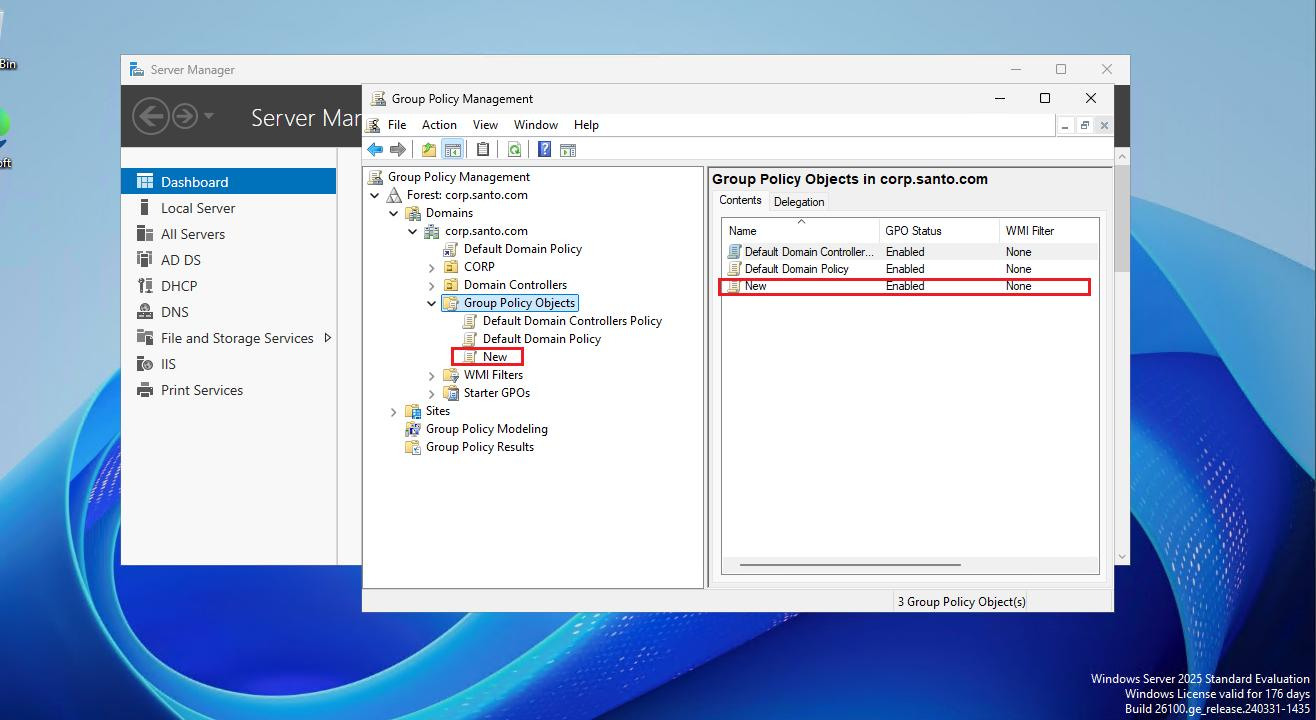 Bin
oft
Server Manager
Server Mar
Dashboard
Local Server
All Servers
AD DS
DHCP
DNS
File and Storage Services
IIS
Print Services
Group Policy Management
File Action View Window Help
Group Policy Management
Forest: corp.santo.com
Domains
corp.santo.com
Default Domain Policy
CORP
Domain Controllers
Group Policy Objects
Default Domain Controllers Policy
Default Domain Policy
New
WMI Filters
Starter GPOs
Sites
Group Policy Modeling
Group Policy Results
Group Policy Objects in corp.santo.com
Contents Delegation
Name GPO Status WMI Filter
Default Domain Controller... Enabled None
Default Domain Policy Enabled None
New Enabled None
3 Group Policy Object(s)
Windows Server 2025 Standard Evaluation
Windows License valid for 176 days
Build 26100.ge_release.240331-1435